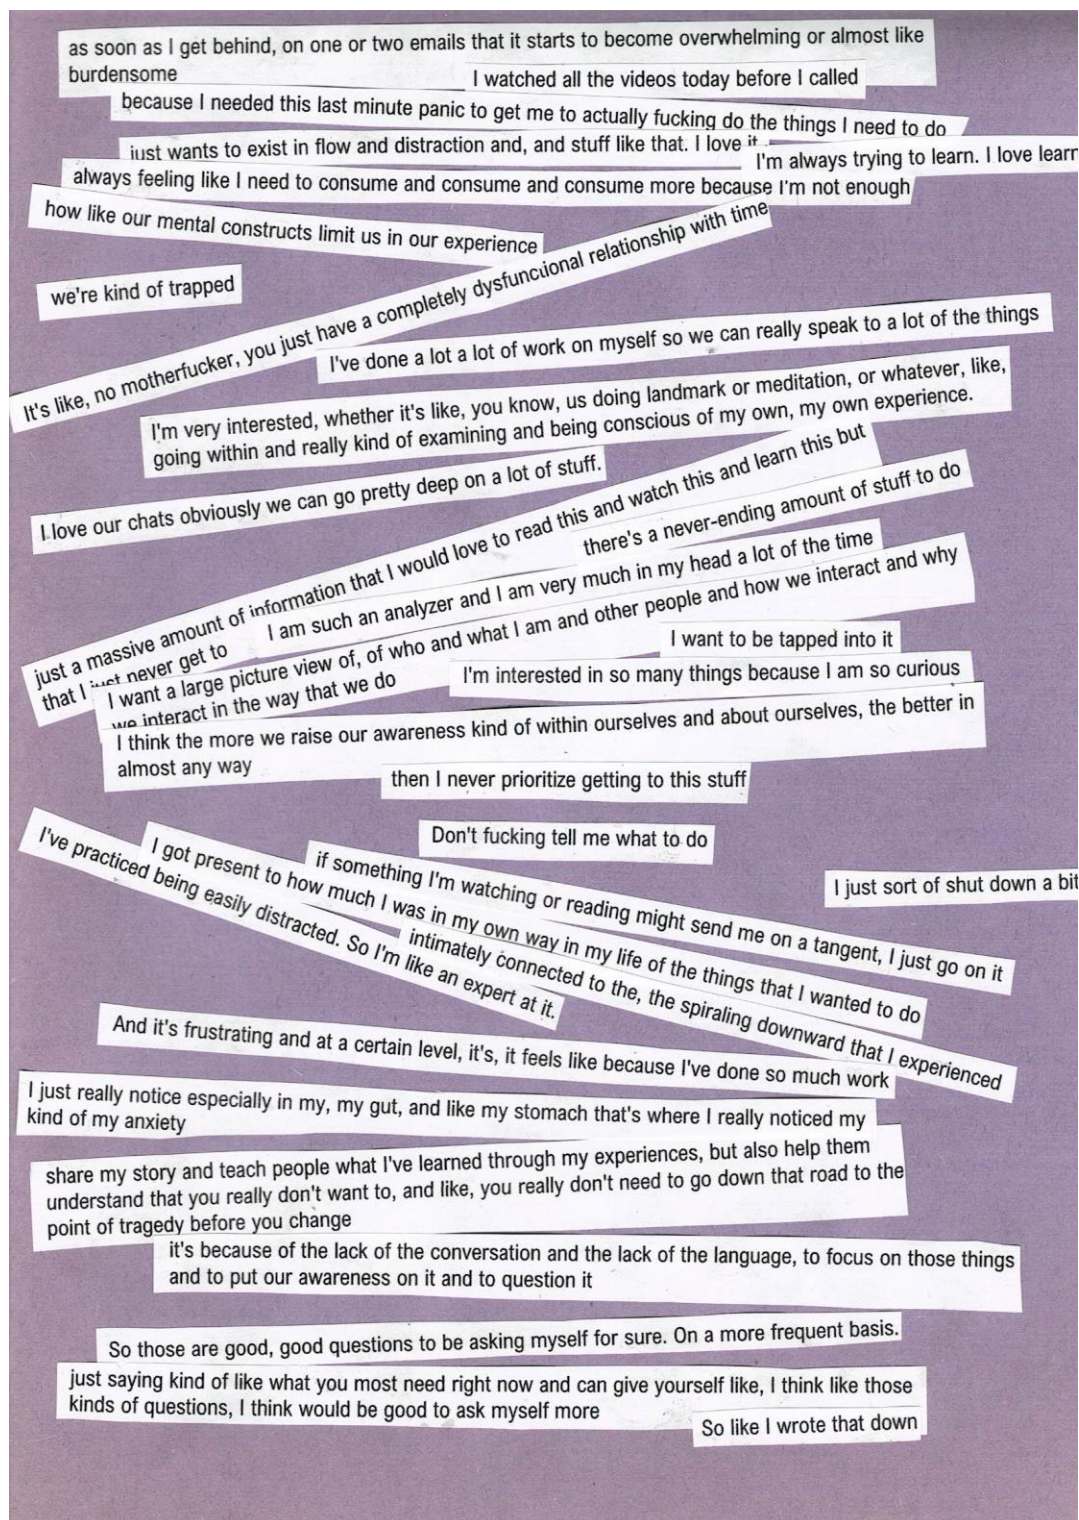 as soon as I get behind, on one or two emails that it starts to become overwhelming or almost like
burdensome
I watched all the videos today before I called
because I needed this last minute panic to get me to actually fucking do the things I need to do
just wants to exist in flow and distraction and, and stuff like that. I love it
I'm always trying to learn. I love learn
always feeling like I need to consume and consume and consume more because I'm not enough
how like our mental constructs limit us in our experience
we're kind of trapped
It's like, no motherfucker, you just have a completely dysfunctional relationship with time
I've done a lot a lot of work on myself so we can really speak to a lot of the things
I'm very interested, whether it's like, you know, us doing landmark or meditation, or whatever, like,
going within and really kind of examining and being conscious of my own, my own experience.
I love our chats obviously we can go pretty deep on a lot of stuff.
just a massive amount of information that I would love to read this and watch this and learn this but
that I just never get to
there's a never-ending amount of stuff to do
I am such an analyzer and I am very much in my head a lot of the time
I want a large picture view of, of who and what I am and other people and how we interact and why
we interact in the way that we do
I want to be tapped into it
I'm interested in so many things because I am so curious
I think the more we raise our awareness kind of within ourselves and about ourselves, the better in
almost any way
then I never prioritize getting to this stuff
Don't fucking tell me what to do
I just sort of shut down a bit
if something I'm watching or reading might send me on a tangent, I just go on it
I got present to how much I was in my own way in my life of the things that I wanted to do
I've practiced being easily distracted. So I'm like an expert at it.
intimately connected to the, the spiraling downward that I experienced
And it's frustrating and at a certain level, it's, it feels like because I've done so much work
I just really notice especially in my, my gut, and like my stomach that's where I really noticed my
kind of my anxiety
share my story and teach people what I've learned through my experiences, but also help them
understand that you really don't want to, and like, you really don't need to go down that road to the
point of tragedy before you change
it's because of the lack of the conversation and the lack of the language, to focus on those things
and to put our awareness on it and to question it
So those are good, good questions to be asking myself for sure. On a more frequent basis.
just saying kind of like what you most need right now and can give yourself like, I think like those
kinds of questions, I think would be good to ask myself more
So like I wrote that down